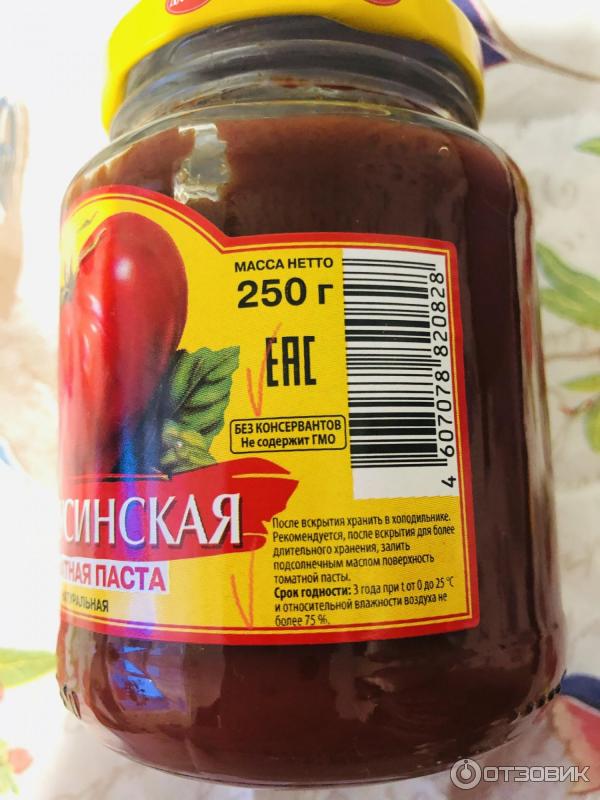 МАССА НЕТТО
250 г
EAC
БЕЗ КОНСЕРВАНТОВ
Не содержит ГМО
4 607078 820828
СИНСКАЯ
ТНАЯ ПАСТА
ТУРАЛЬНАЯ
После вскрытия хранить в холодильнике.
Рекомендуется, после вскрытия для более
длительного хранения, залить
подсолнечным маслом поверхность
томатной пасты.
Срок годности: 3 года при t от 0 до 25 °С
и относительной влажности воздуха не
более 75 %.
ОТЗОВИК